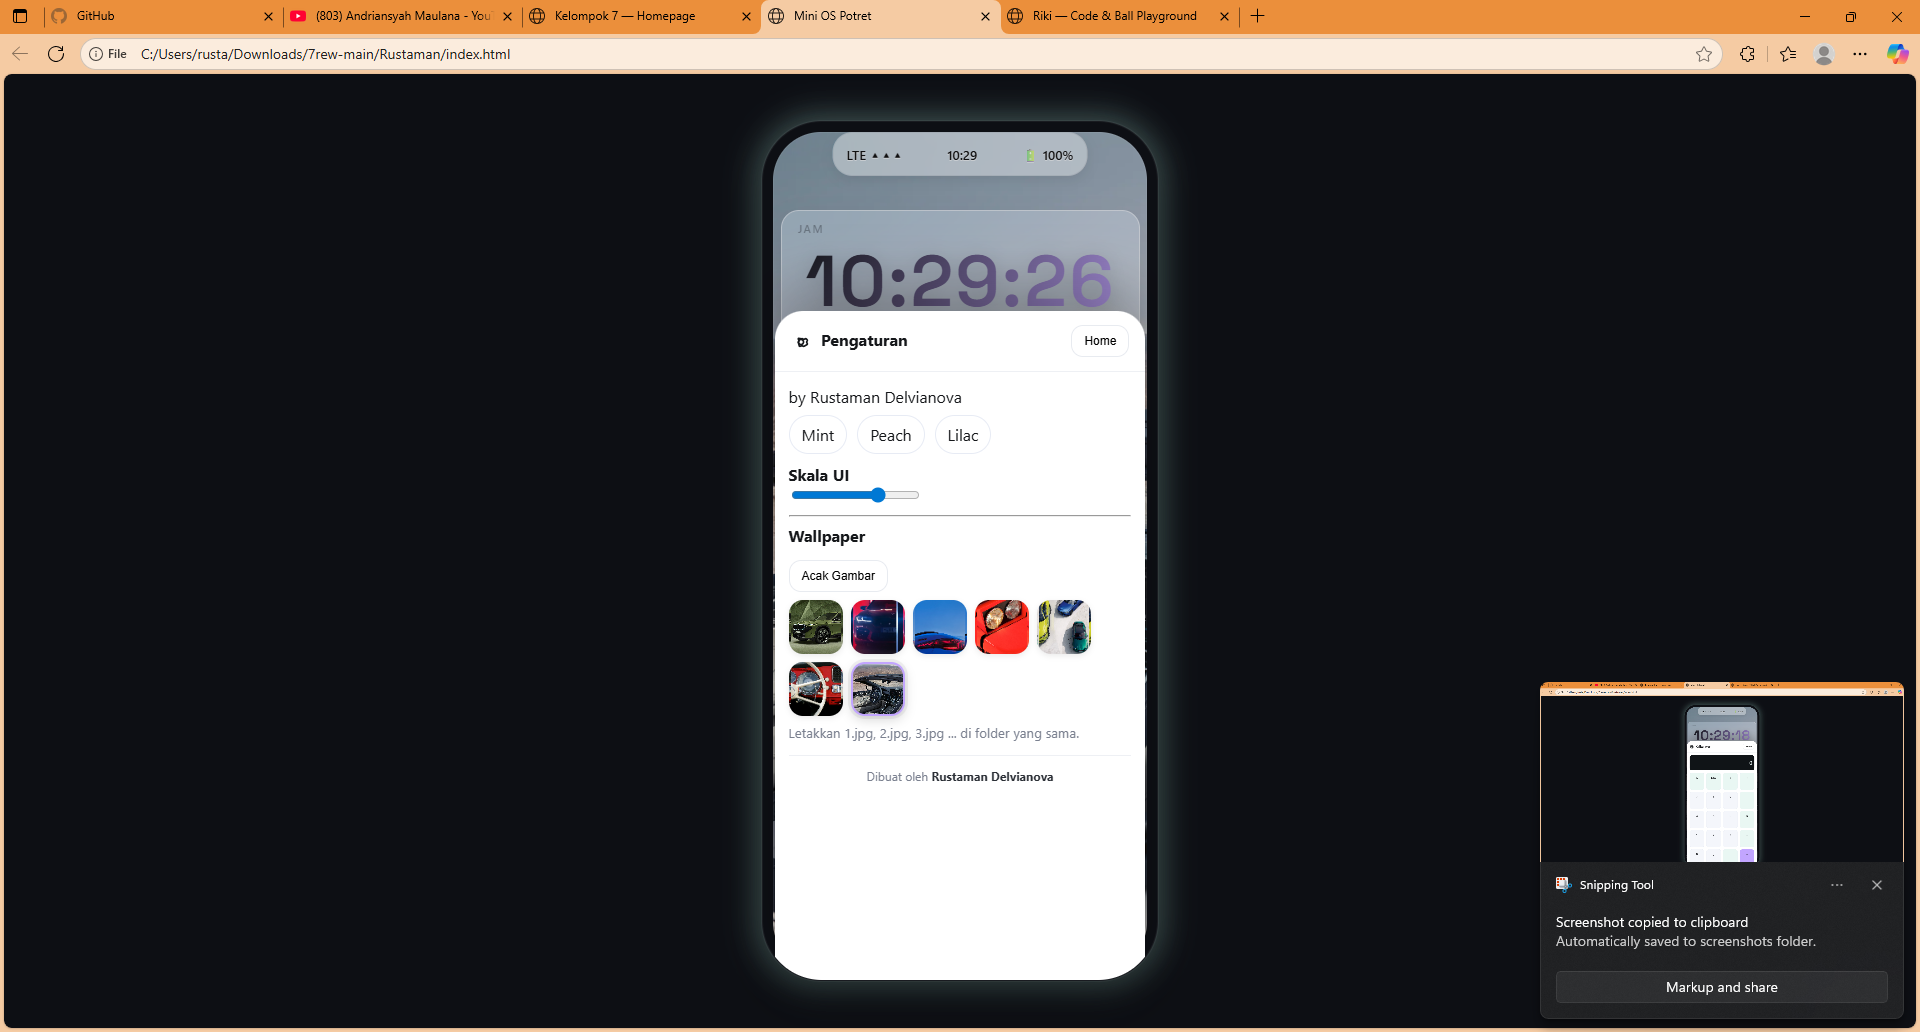 GitHub
(803) Andriansyah Maulana - You
Kelompok 7 — Homepage
Mini OS Potret
Riki — Code & Ball Playground
File
C:/Users/rusta/Downloads/7rew-main/Rustaman/index.html
LTE
10:29
100%
JAM
10:29:26
Pengaturan
Home
by Rustaman Delvianova
Mint
Peach
Lilac
Skala UI
Wallpaper
Acak Gambar
Letakkan 1.jpg, 2.jpg, 3.jpg ... di folder yang sama.
Dibuat oleh Rustaman Delvianova
10:29:18
Snipping Tool
Screenshot copied to clipboard
Automatically saved to screenshots folder.
Markup and share